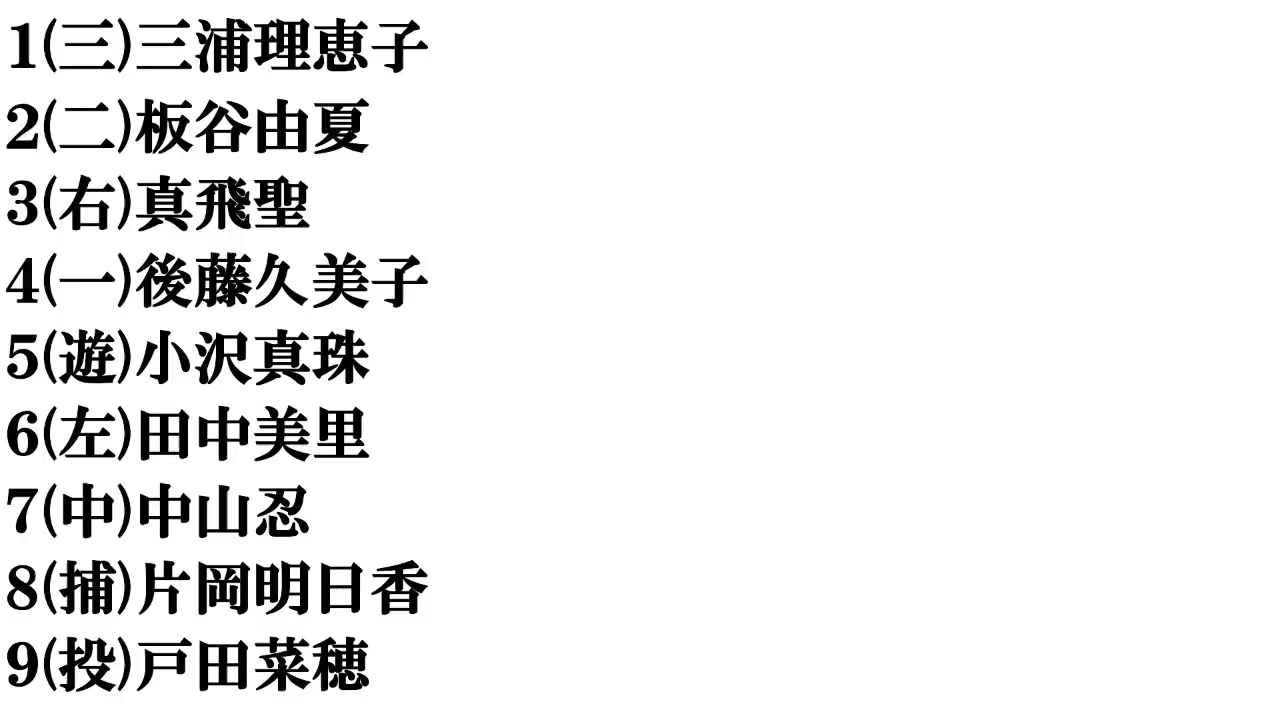 1(三)三浦理恵子
2(二)板谷由夏
3(右)真飛聖
4(一)後藤久美子
5(遊)小沢真珠
6(左)田中美里
7(中)中山忍
8(捕)片岡明日香
9(投)戸田菜穂